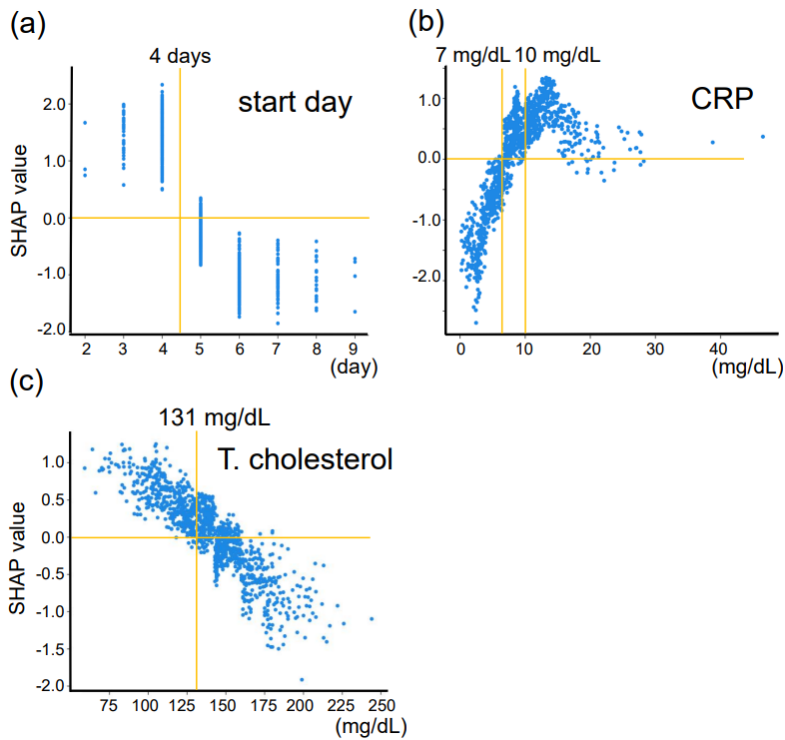 (a)
4 days
start day
SHAP value
2.0
1.0
0.0
-1.0
-2.0
2 3 4 5 6 7 8 9
(day)
(b)
7 mg/dL 10 mg/dL
CRP
1.0
0.0
-1.0
-2.0
0 10 20 30 40
(mg/dL)
(c)
131 mg/dL
T. cholesterol
SHAP value
1.0
0.5
0.0
-0.5
-1.0
-1.5
-2.0
75 100 125 150 175 200 225 250
(mg/dL)